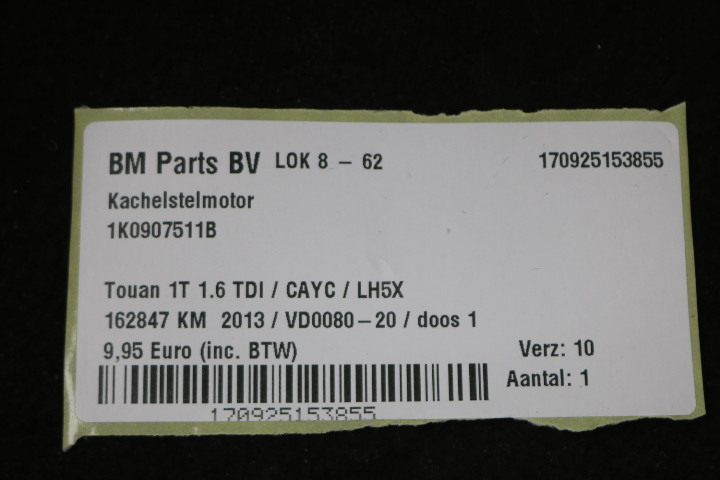 BM Parts BV LOK 8 - 62 170925153855
Kachelstelmotor
1K0907511B
Touan 1T 1.6 TDI / CAYC / LH5X
162847 KM 2013 / VD0080-20 / doos 1
9,95 Euro (inc. BTW) Verz: 10
Aantal: 1
170925153855